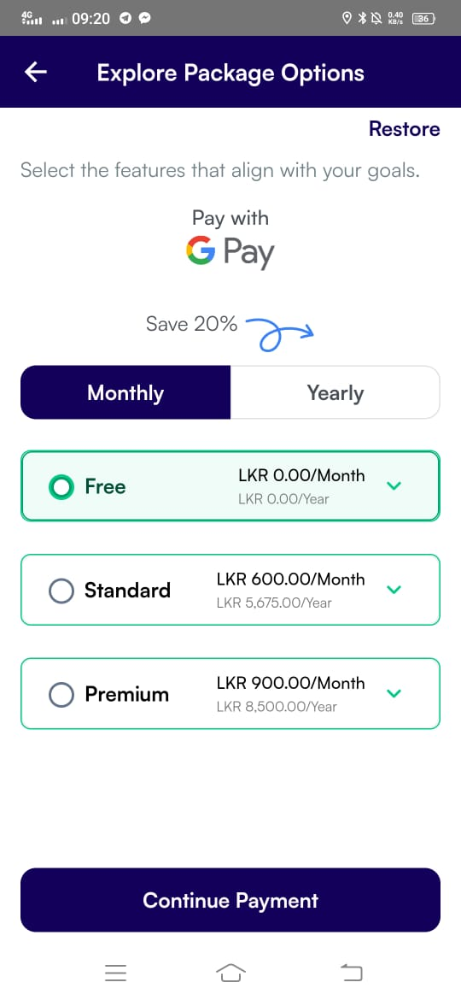 4G 09:20 0.40 KB/s 36
Explore Package Options
Restore
Select the features that align with your goals.
Pay with
G Pay
Save 20%
Monthly Yearly
Free LKR 0.00/Month
LKR 0.00/Year
Standard LKR 600.00/Month
LKR 5,675.00/Year
Premium LKR 900.00/Month
LKR 8,500.00/Year
Continue Payment